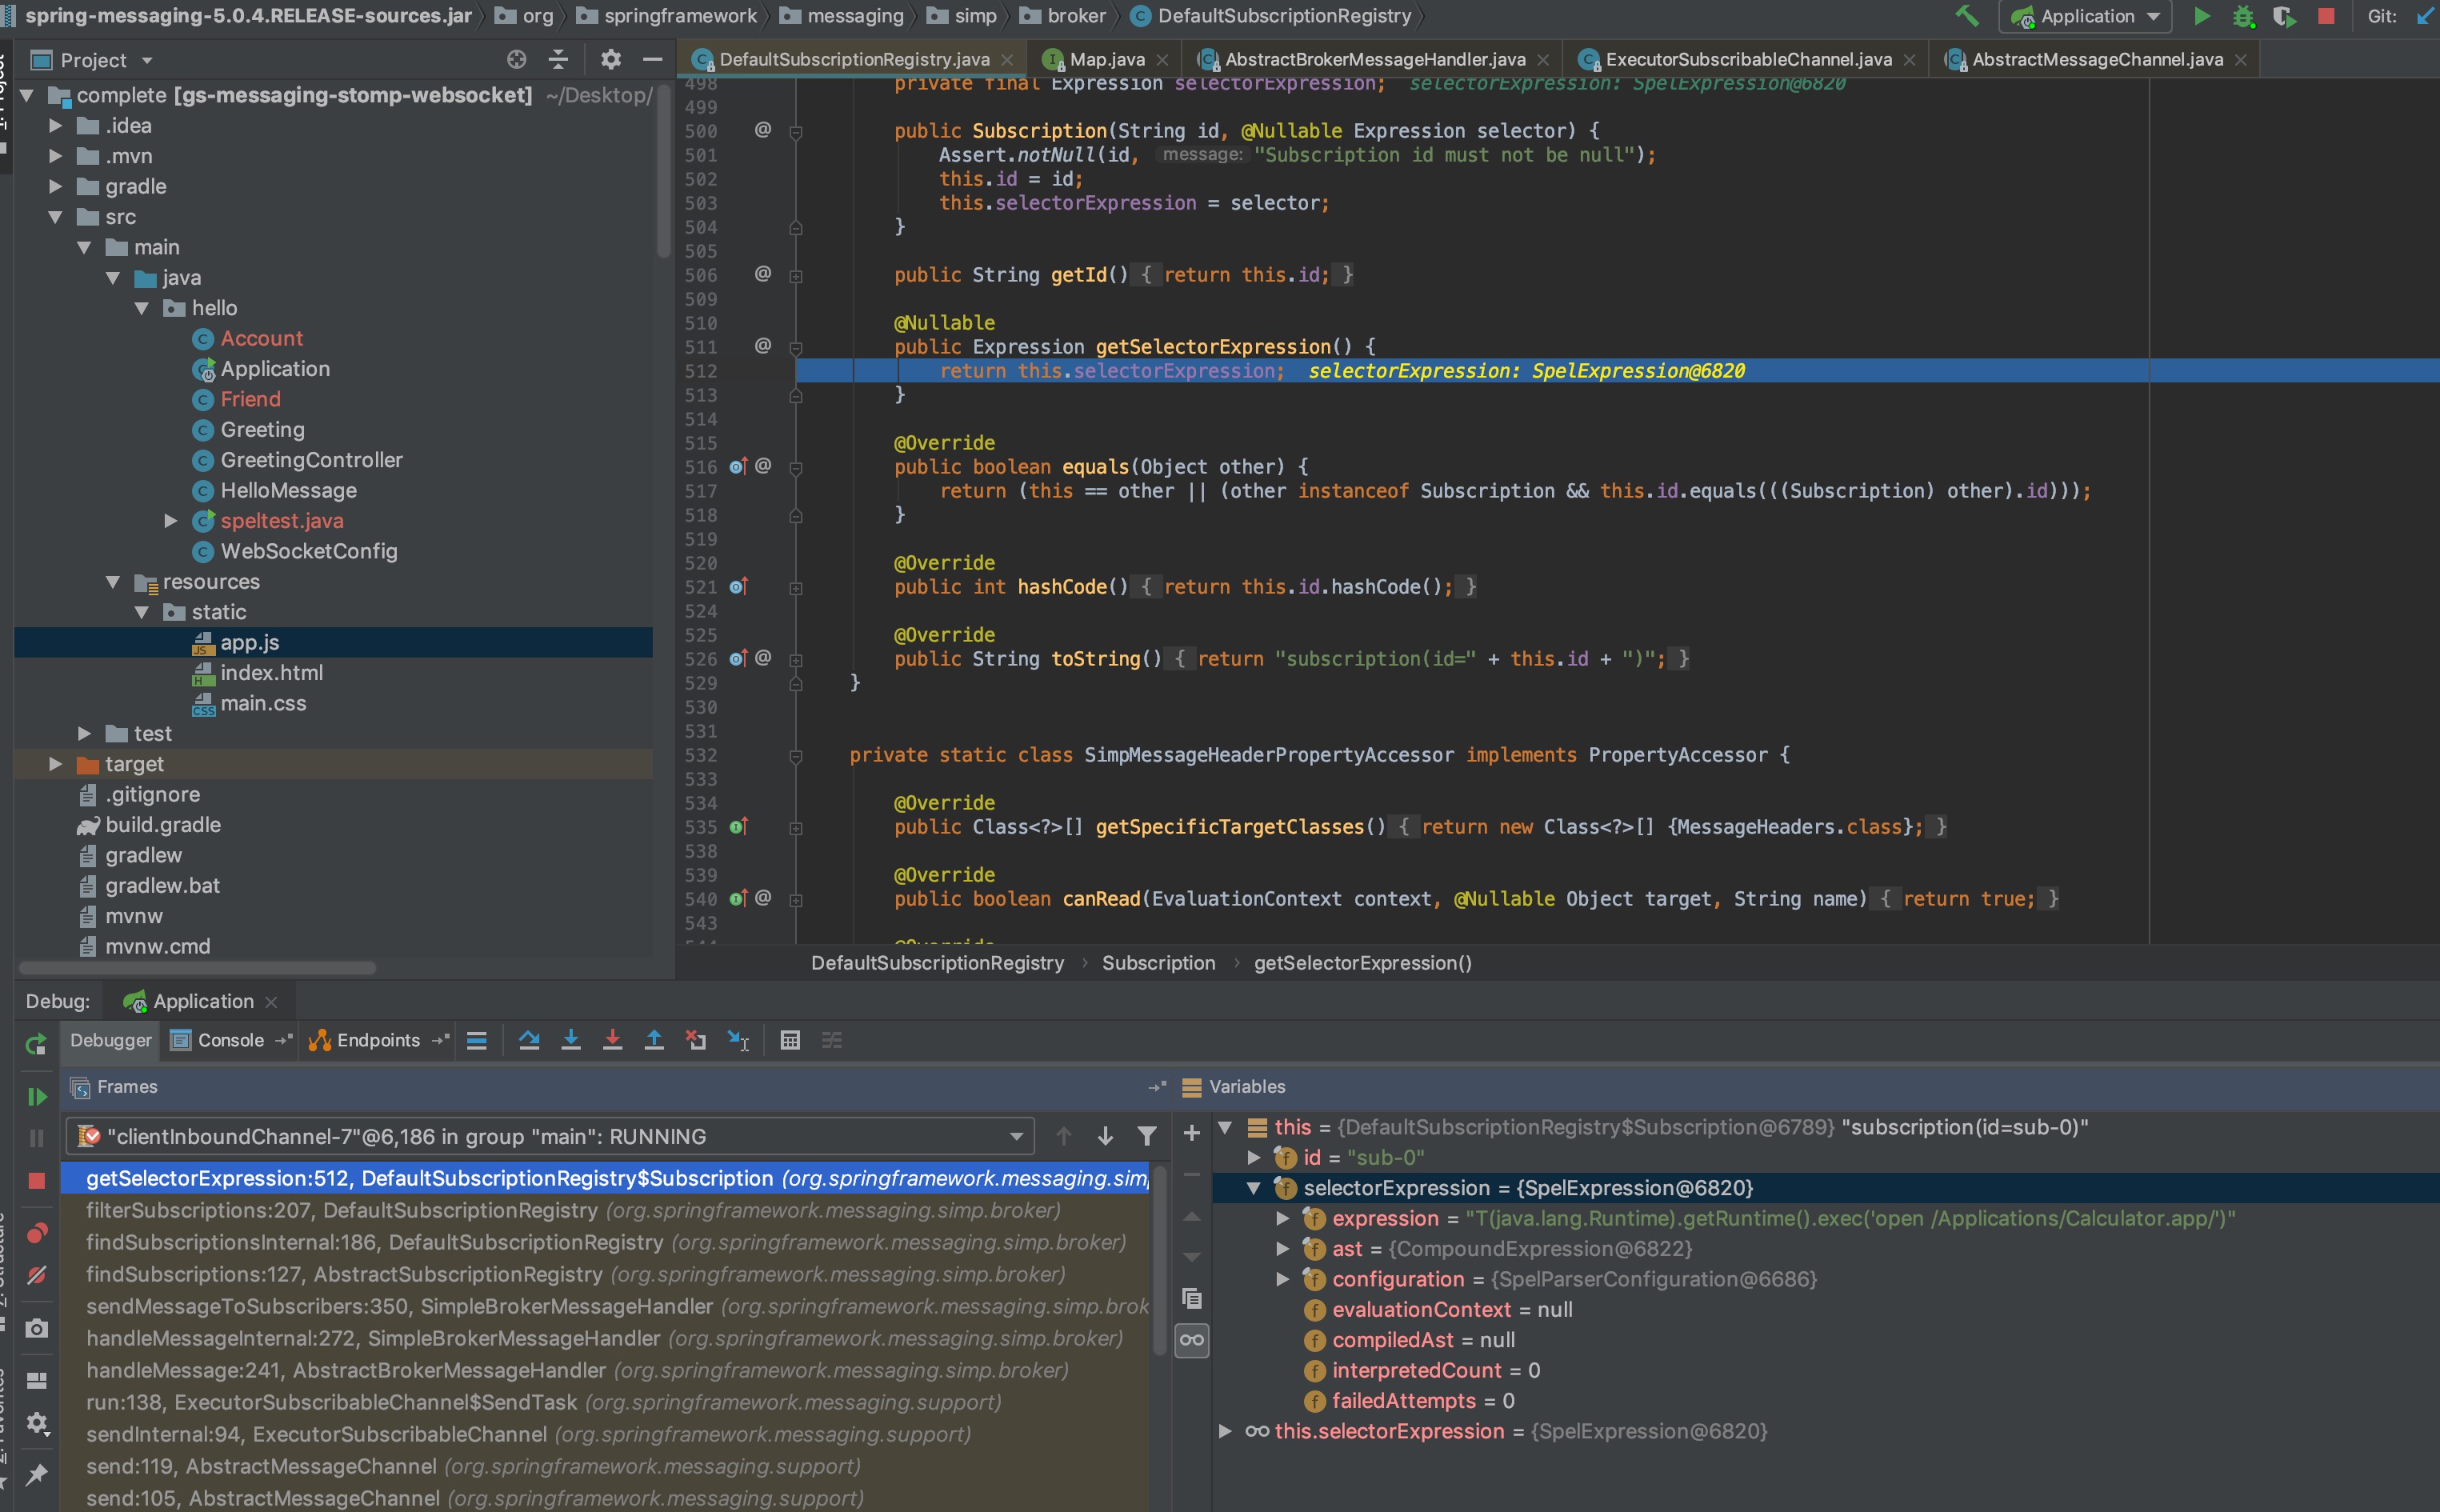 spring-messaging-5.0.4.RELEASE-sources.jar org springframework messaging simp broker DefaultSubscriptionRegistry Application Git:
Project
DefaultSubscriptionRegistry.java Map.java AbstractBrokerMessageHandler.java ExecutorSubscribableChannel.java AbstractMessageChannel.java
complete [gs-messaging-stomp-websocket] ~/Desktop/
.idea
.mvn
gradle
src
main
java
hello
Account
Application
Friend
Greeting
GreetingController
HelloMessage
speltest.java
WebSocketConfig
resources
static
app.js
index.html
main.css
test
target
.gitignore
build.gradle
gradlew
gradlew.bat
mvnw
mvnw.cmd
498 private final Expression selectorExpression; selectorExpression: SpelExpression@6820
499
500 @ public Subscription(String id, @Nullable Expression selector) {
501 Assert.notNull(id, message: "Subscription id must not be null");
502 this.id = id;
503 this.selectorExpression = selector;
504 }
505
506 @ public String getId() { return this.id; }
509
510 @Nullable
511 @ public Expression getSelectorExpression() {
512 return this.selectorExpression; selectorExpression: SpelExpression@6820
513 }
514
515 @Override
516 @ public boolean equals(Object other) {
517 return (this == other || (other instanceof Subscription && this.id.equals(((Subscription) other).id)));
518 }
519
520 @Override
521 public int hashCode() { return this.id.hashCode(); }
524
525 @Override
526 @ public String toString() { return "subscription(id=" + this.id + ")"; }
529 }
530
531
532 private static class SimpMessageHeaderPropertyAccessor implements PropertyAccessor {
533
534 @Override
535 public Class<?>[] getSpecificTargetClasses() { return new Class<?>[] {MessageHeaders.class}; }
538
539 @Override
540 @ public boolean canRead(EvaluationContext context, @Nullable Object target, String name) { return true; }
543
544 @Override
DefaultSubscriptionRegistry › Subscription › getSelectorExpression()
Debug: Application
Debugger Console Endpoints
Frames
"clientInboundChannel-7"@6,186 in group "main": RUNNING
getSelectorExpression:512, DefaultSubscriptionRegistry$Subscription (org.springframework.messaging.simp
filterSubscriptions:207, DefaultSubscriptionRegistry (org.springframework.messaging.simp.broker)
findSubscriptionsInternal:186, DefaultSubscriptionRegistry (org.springframework.messaging.simp.broker)
findSubscriptions:127, AbstractSubscriptionRegistry (org.springframework.messaging.simp.broker)
sendMessageToSubscribers:350, SimpleBrokerMessageHandler (org.springframework.messaging.simp.brok
handleMessageInternal:272, SimpleBrokerMessageHandler (org.springframework.messaging.simp.broker)
handleMessage:241, AbstractBrokerMessageHandler (org.springframework.messaging.simp.broker)
run:138, ExecutorSubscribableChannel$SendTask (org.springframework.messaging.support)
sendInternal:94, ExecutorSubscribableChannel (org.springframework.messaging.support)
send:119, AbstractMessageChannel (org.springframework.messaging.support)
send:105, AbstractMessageChannel (org.springframework.messaging.support)
Variables
this = {DefaultSubscriptionRegistry$Subscription@6789} "subscription(id=sub-0)"
id = "sub-0"
selectorExpression = {SpelExpression@6820}
expression = "T(java.lang.Runtime).getRuntime().exec('open /Applications/Calculator.app/')"
ast = {CompoundExpression@6822}
configuration = {SpelParserConfiguration@6686}
evaluationContext = null
compiledAst = null
interpretedCount = 0
failedAttempts = 0
this.selectorExpression = {SpelExpression@6820}